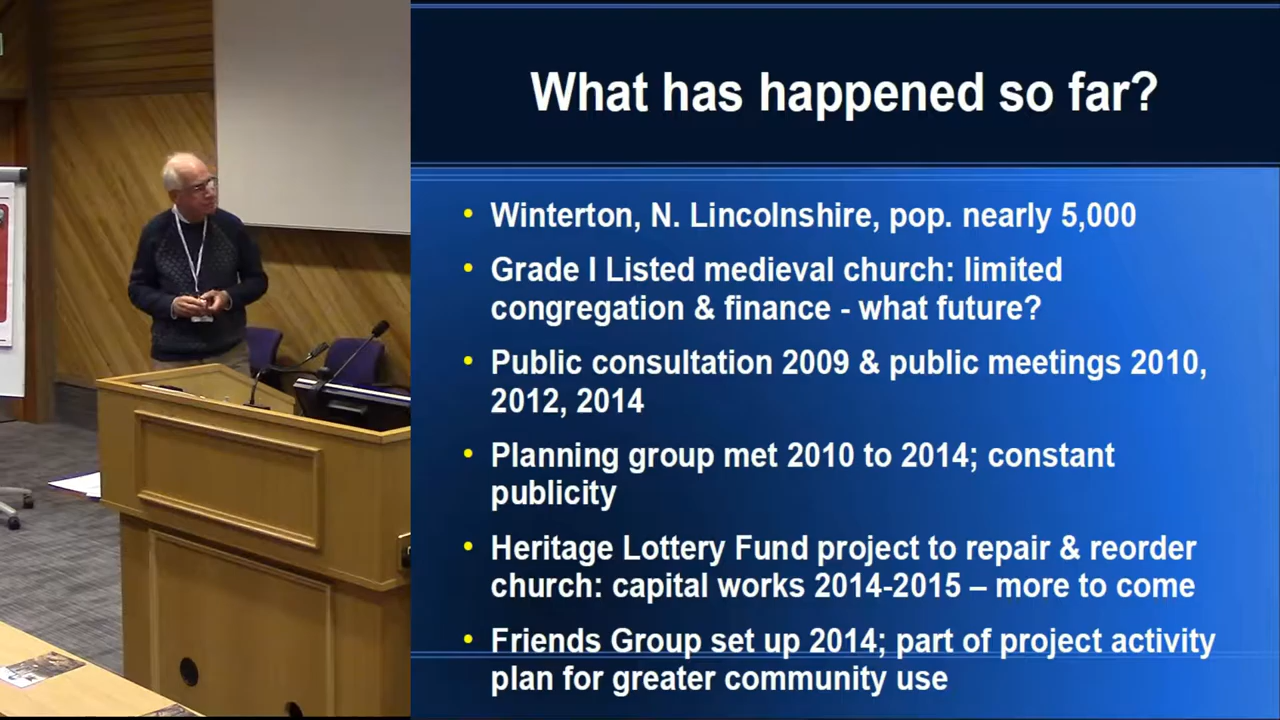 What has happened so far?
• Winterton, N. Lincolnshire, pop. nearly 5,000
• Grade I Listed medieval church: limited
congregation & finance - what future?
• Public consultation 2009 & public meetings 2010,
2012, 2014
• Planning group met 2010 to 2014; constant
publicity
• Heritage Lottery Fund project to repair & reorder
church: capital works 2014-2015 – more to come
• Friends Group set up 2014; part of project activity
plan for greater community use